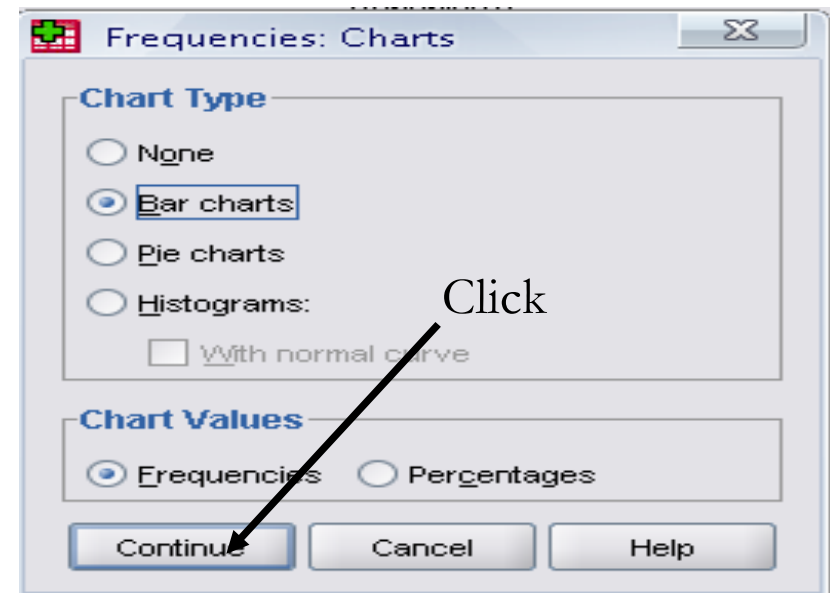 Frequencies: Charts
Chart Type
None
Bar charts
Pie charts
Histograms:
Click
With normal curve
Chart Values
Frequencies Percentages
Continue Cancel Help